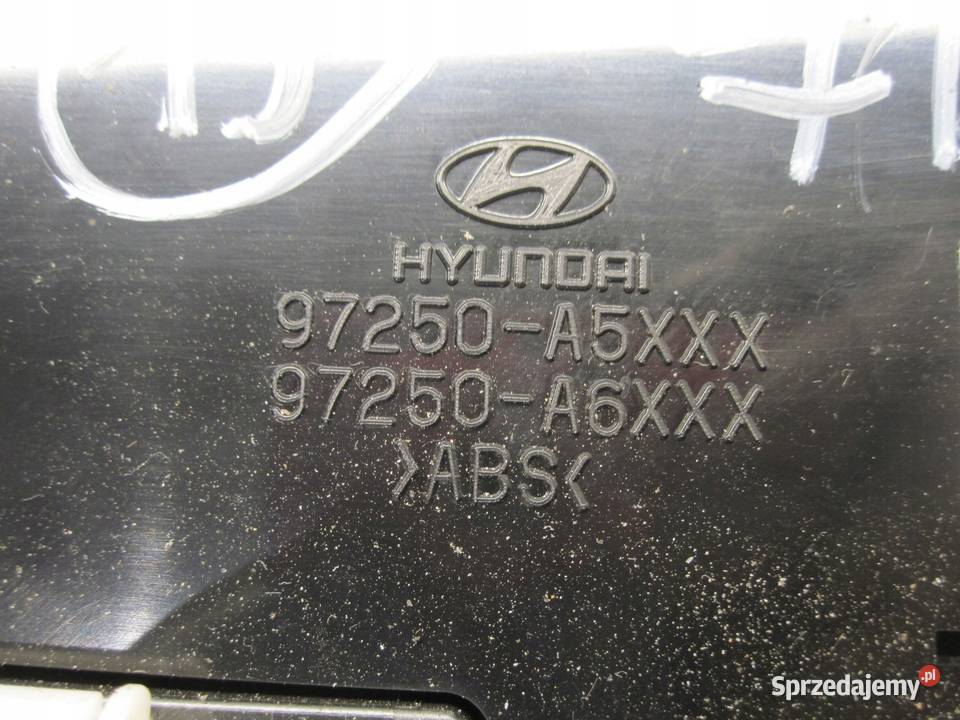 HYUNDAI
97250-A5XXX
97250-A6XXX
>ABS<
Sprzedajemy.pl